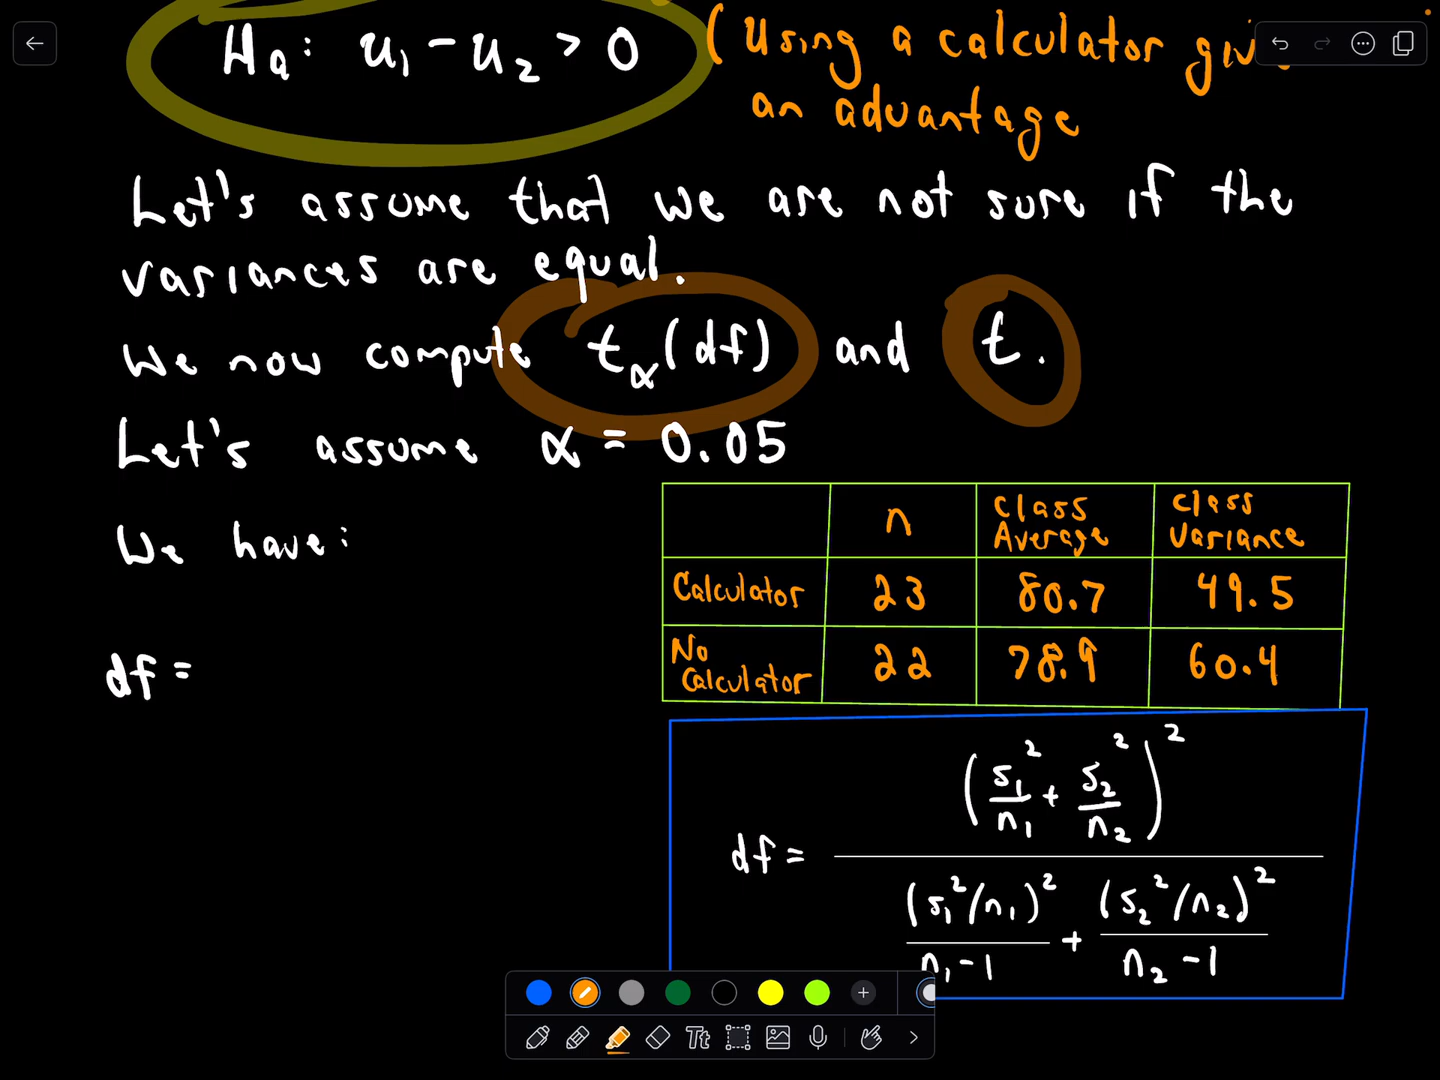 Ha: u₁ - u₂ > 0
(Using a calculator
an advantage
Let's assume that we are not sure if the
variances are equal.
We now compute tα(df) and t.
Let's assume α = 0.05
We have:
n Class Average Class Variance
Calculator 23 80.7 49.5
No Calculator 22 78.9 60.4
df =
df = (s₁²/n₁ + s₂²/n₂)² / ((s₁²/n₁)²/(n₁-1) + (s₂²/n₂)²/(n₂-1))
Tt